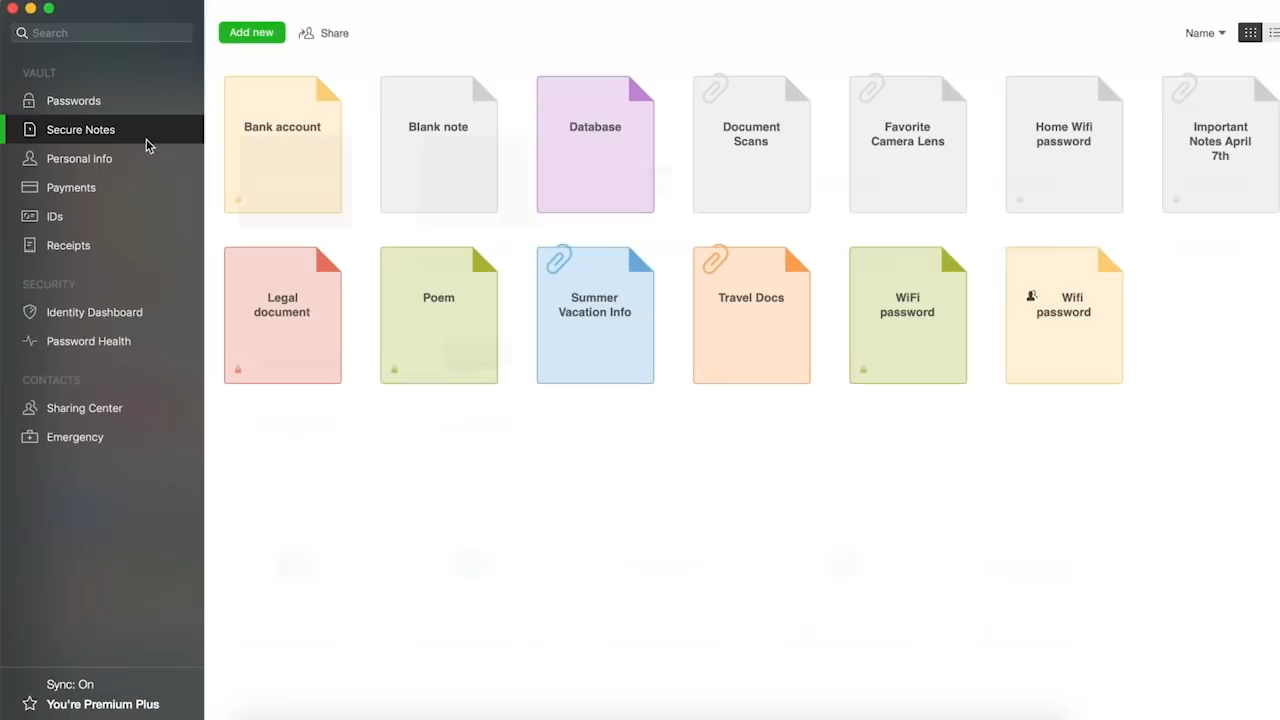 Search
VAULT
Passwords
Secure Notes
Personal Info
Payments
IDs
Receipts
SECURITY
Identity Dashboard
Password Health
CONTACTS
Sharing Center
Emergency
Sync: On
You're Premium Plus
Add new
Share
Name
Bank account
Blank note
Database
Document
Scans
Favorite
Camera Lens
Home Wifi
password
Important
Notes April
7th
Legal
document
Poem
Summer
Vacation Info
Travel Docs
WiFi
password
Wifi
password